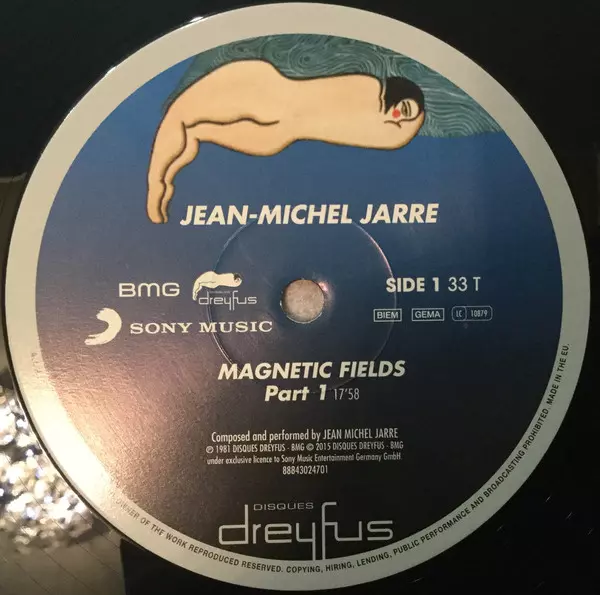 JEAN-MICHEL JARRE
BMG dreyfus
SONY MUSIC
SIDE 1 33 T
BIEM GEMA LC 10879
MAGNETIC FIELDS
Part 1 17'58
Composed and performed by JEAN MICHEL JARRE
℗ 1981 DISQUES DREYFUS - BMG © 2015 DISQUES DREYFUS - BMG
under exclusive licence to Sony Music Entertainment Germany GmbH
88843024701
DISQUES
dreyfus
OWNER OF THE WORK REPRODUCED RESERVED. COPYING, HIRING, LENDING, PUBLIC PERFORMANCE AND BROADCASTING PROHIBITED. MADE IN THE EU.